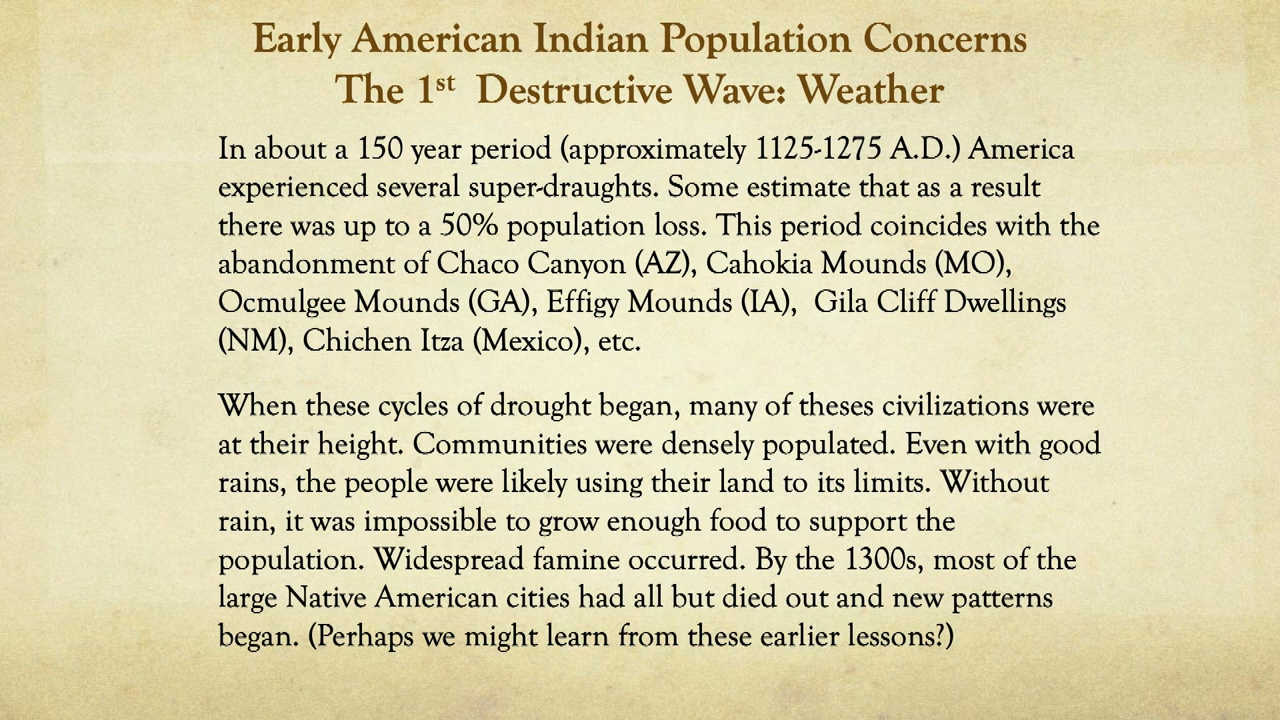 Early American Indian Population Concerns
The 1st Destructive Wave: Weather
In about a 150 year period (approximately 1125-1275 A.D.) America
experienced several super-draughts. Some estimate that as a result
there was up to a 50% population loss. This period coincides with the
abandonment of Chaco Canyon (AZ), Cahokia Mounds (MO),
Ocmulgee Mounds (GA), Effigy Mounds (IA),  Gila Cliff Dwellings
(NM), Chichen Itza (Mexico), etc.
When these cycles of drought began, many of theses civilizations were
at their height. Communities were densely populated. Even with good
rains, the people were likely using their land to its limits. Without
rain, it was impossible to grow enough food to support the
population. Widespread famine occurred. By the 1300s, most of the
large Native American cities had all but died out and new patterns
began. (Perhaps we might learn from these earlier lessons?)